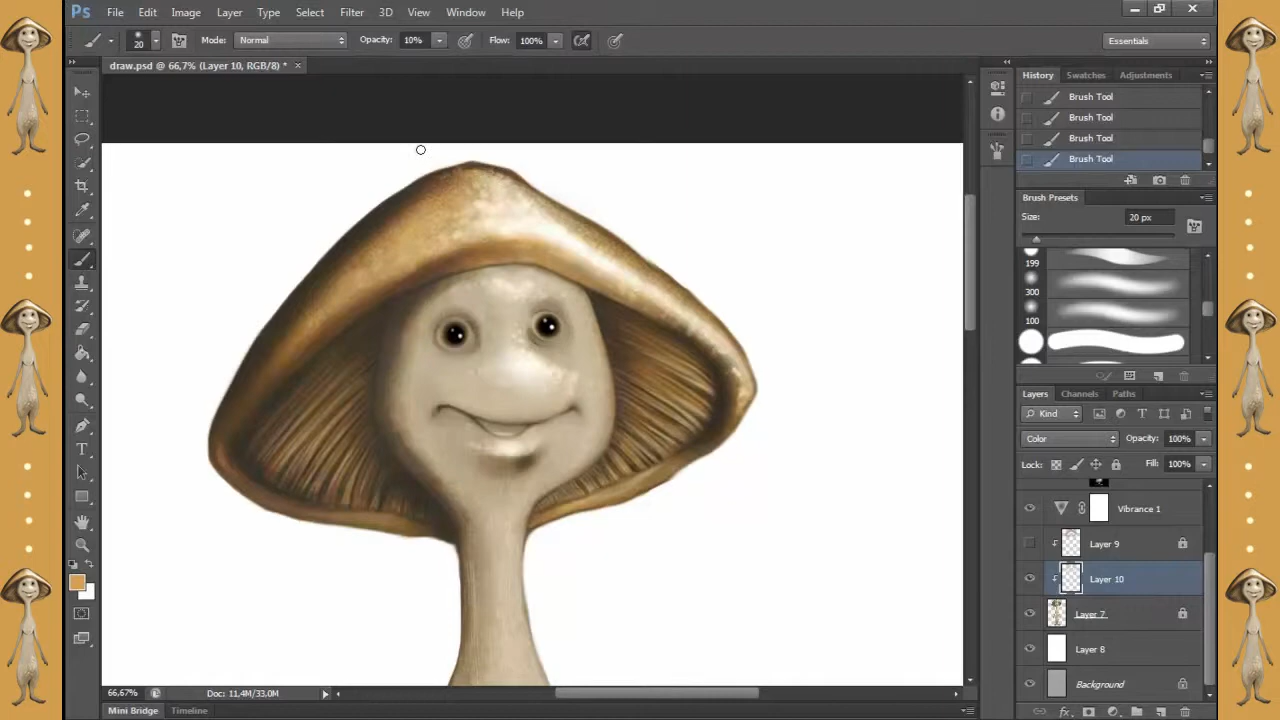 Ps File Edit Image Layer Type Select Filter 3D View Window Help
20 Mode: Normal Opacity: 10% Flow: 100% Essentials
draw.psd @ 66,7% (Layer 10, RGB/8) * ×
History Swatches Adjustments
Brush Tool
Brush Tool
Brush Tool
Brush Tool
Brush Presets
Size: 20 px
199
300
100
Layers Channels Paths
Kind
Color Opacity: 100%
Lock: Fill: 100%
Vibrance 1
Layer 9
Layer 10
Layer 7
Layer 8
Background
66,67% Doc: 11,4M/33,0M
Mini Bridge Timeline